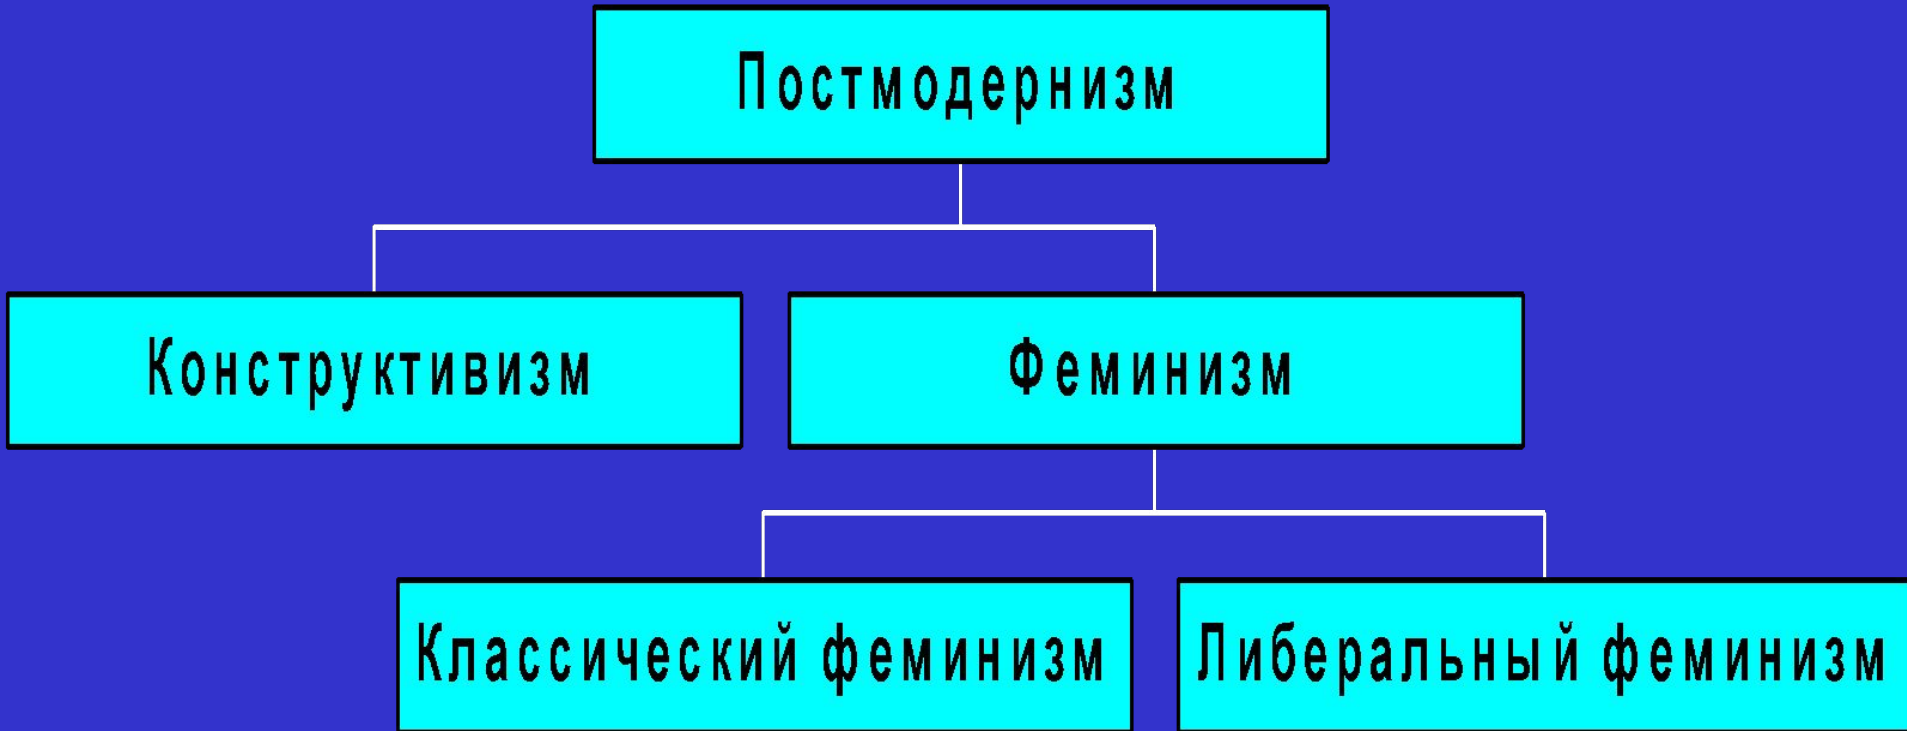 Постмодернизм
Конструктивизм
Феминизм
Классический феминизм
Либеральный феминизм